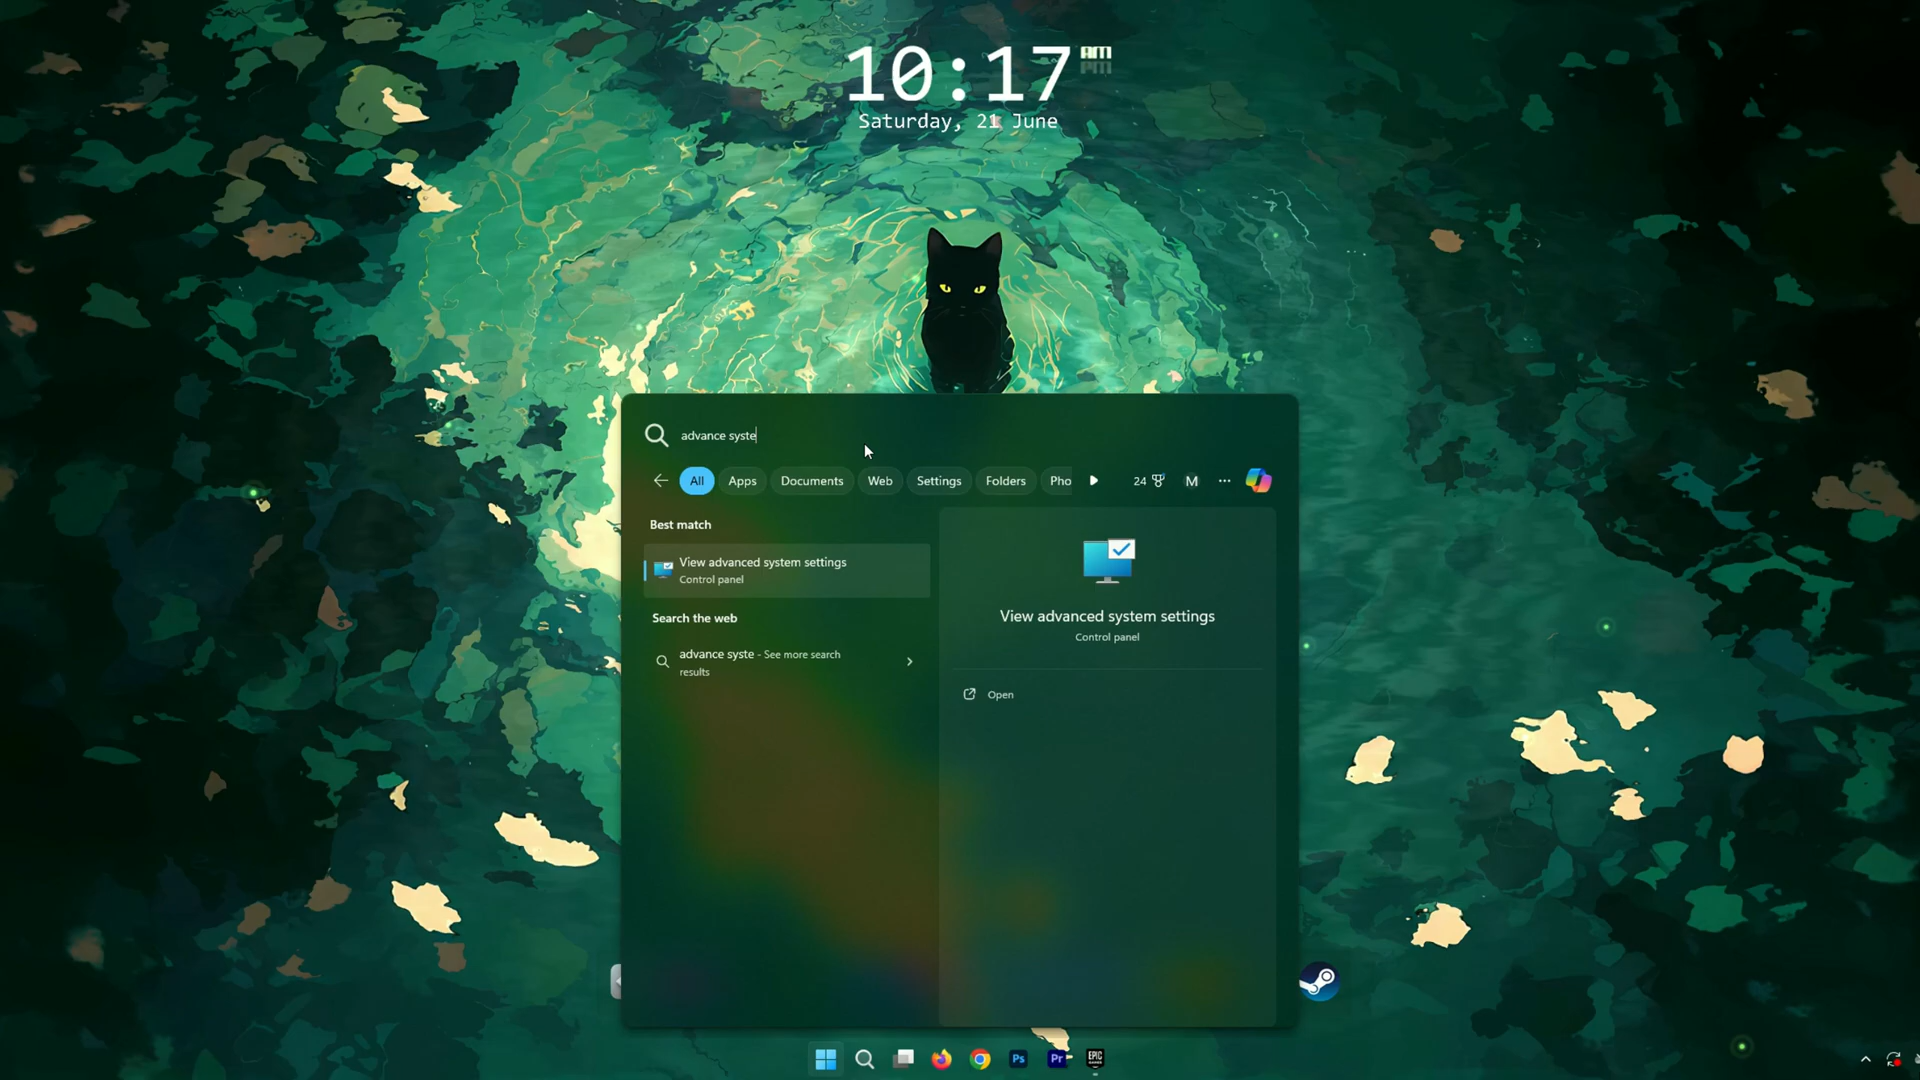 10:17 AM
PM
Saturday, 21 June
advance syste
All Apps Documents Web Settings Folders Pho 24 M ...
Best match
View advanced system settings
Control panel
Search the web
advance syste - See more search
results
View advanced system settings
Control panel
Open
Ps Pr EPIC
GAMES